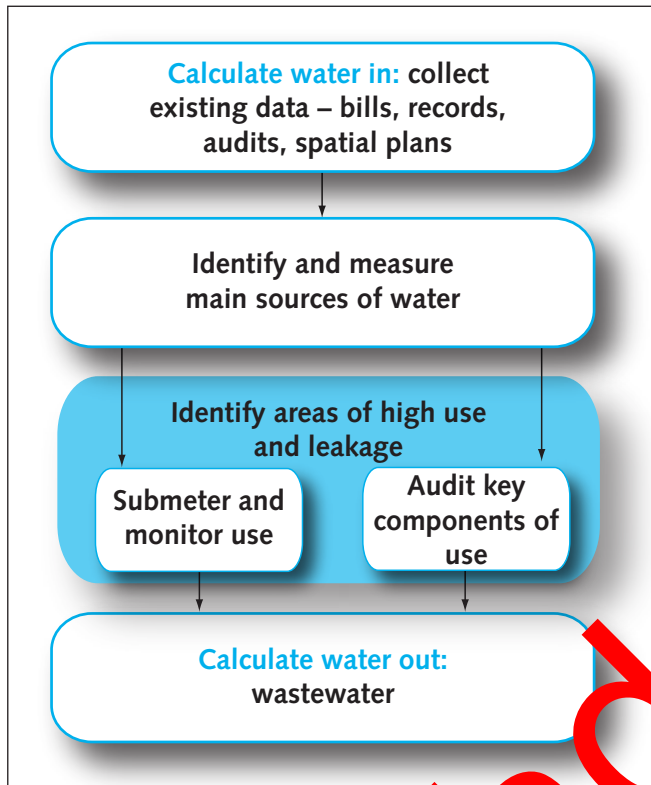 Calculate water in: collect
existing data – bills, records,
audits, spatial plans
Identify and measure
main sources of water
Identify areas of high use
and leakage
Submeter and
monitor use
Audit key
components of
use
Calculate water out:
wastewater